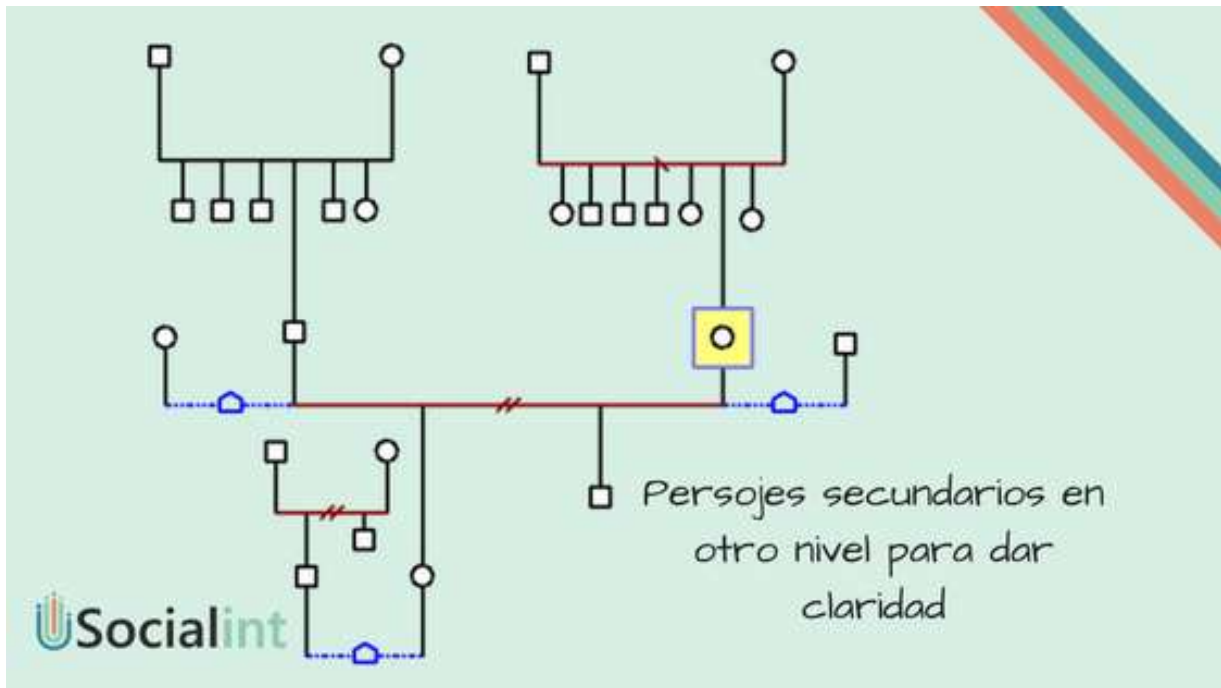 Persojes secundarios en
otro nivel para dar
claridad
Socialint